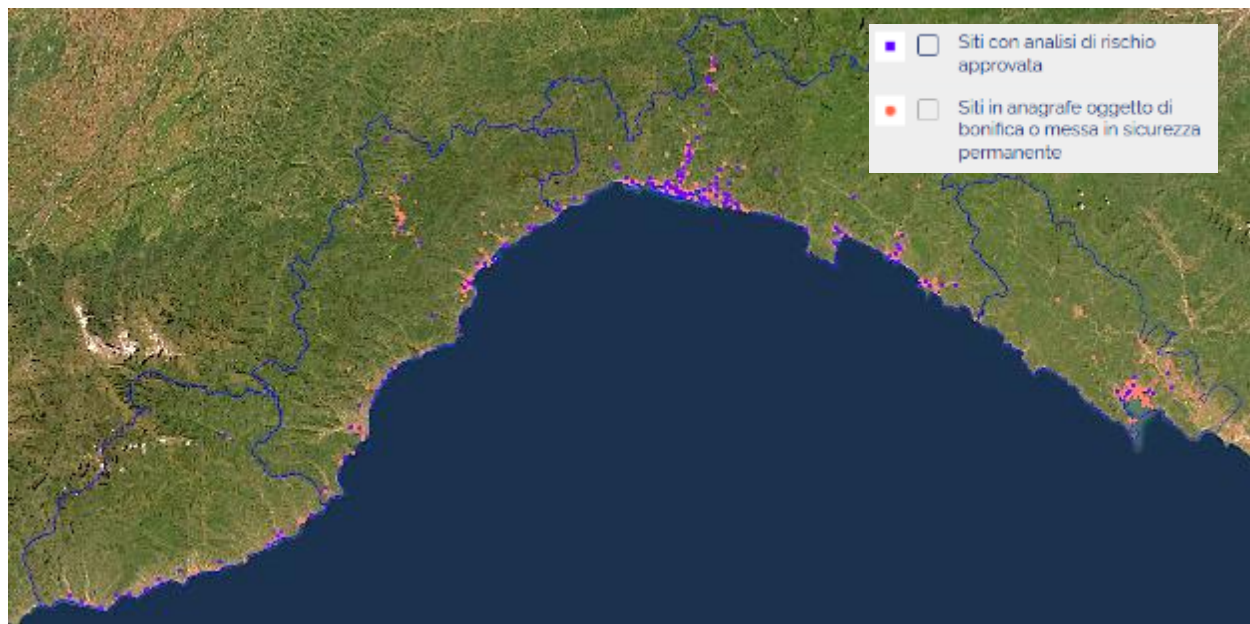 Siti con analisi di rischio
approvata
Siti in anagrafe oggetto di
bonifica o messa in sicurezza
permanente